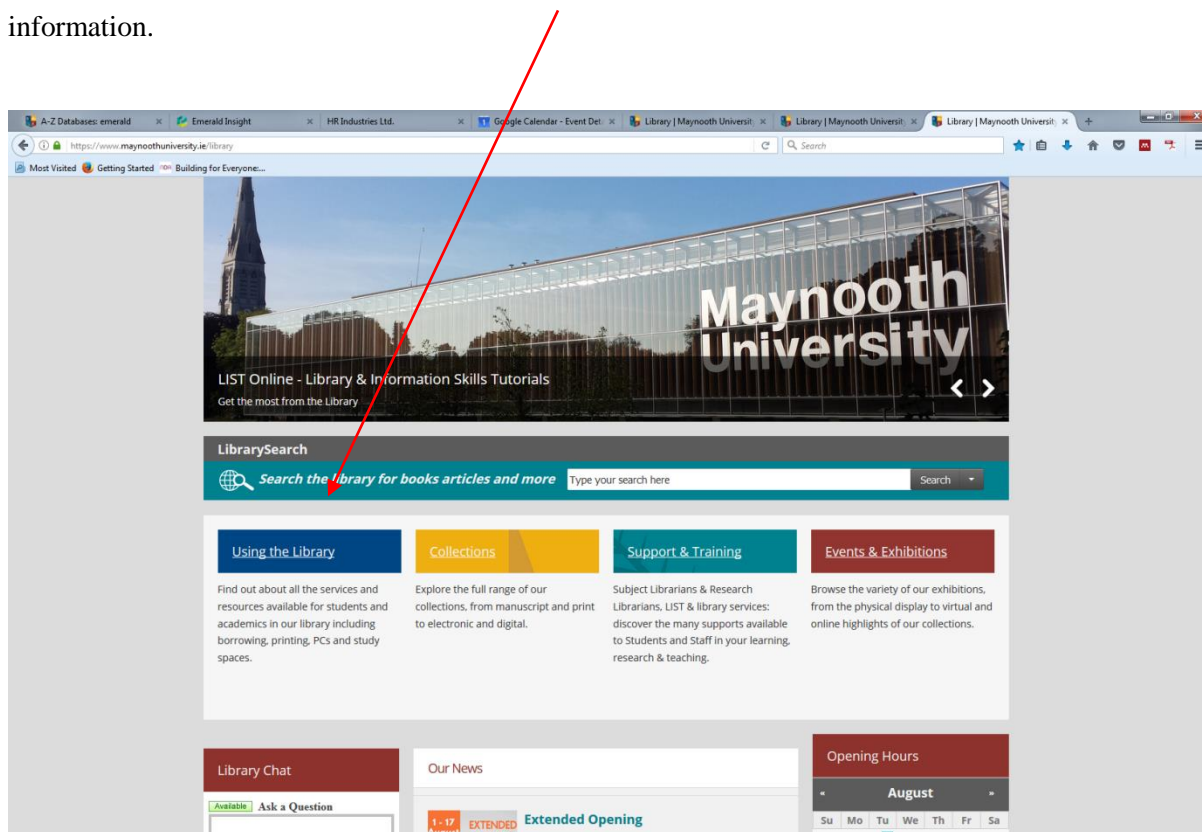 information.
A-Z Databases: emerald
Emerald Insight
HR Industries Ltd.
Google Calendar - Event Det
Library | Maynooth Universit
Library | Maynooth Universit
Library | Maynooth Universit
https://www.maynoothuniversity.ie/library
Search
Most Visited
Getting Started
Building for Everyone:...
Maynooth
University
LIST Online - Library & Information Skills Tutorials
Get the most from the Library
LibrarySearch
Search the library for books articles and more
Type your search here
Search
Using the Library
Find out about all the services and
resources available for students and
academics in our library including
borrowing, printing, PCs and study
spaces.
Collections
Explore the full range of our
collections, from manuscript and print
to electronic and digital.
Support & Training
Subject Librarians & Research
Librarians, LIST & library services:
discover the many supports available
to Students and Staff in your learning,
research & teaching.
Events & Exhibitions
Browse the variety of our exhibitions,
from the physical display to virtual and
online highlights of our collections.
Library Chat
Available Ask a Question
Our News
1 - 17
EXTENDED
Extended Opening
Opening Hours
« August »
Su Mo Tu We Th Fr Sa